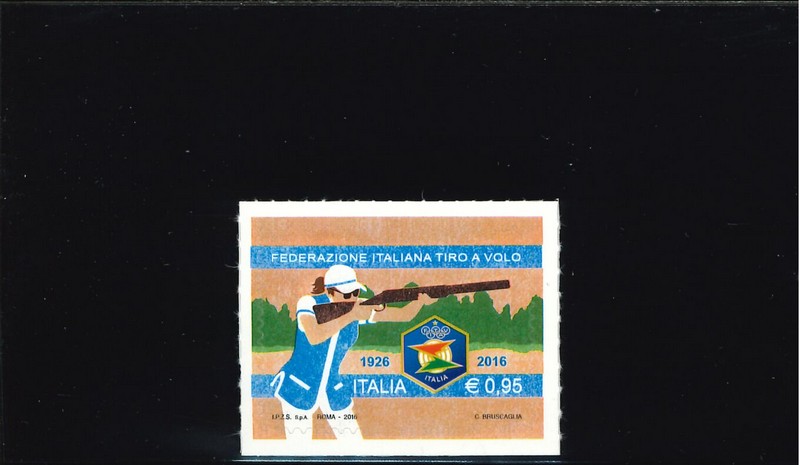 FEDERAZIONE ITALIANA TIRO A VOLO
1926
2016
ITALIA
ITALIA
€ 0,95
I.P.Z.S. S.p.A. ROMA - 2016
C. BRUSCAGLIA